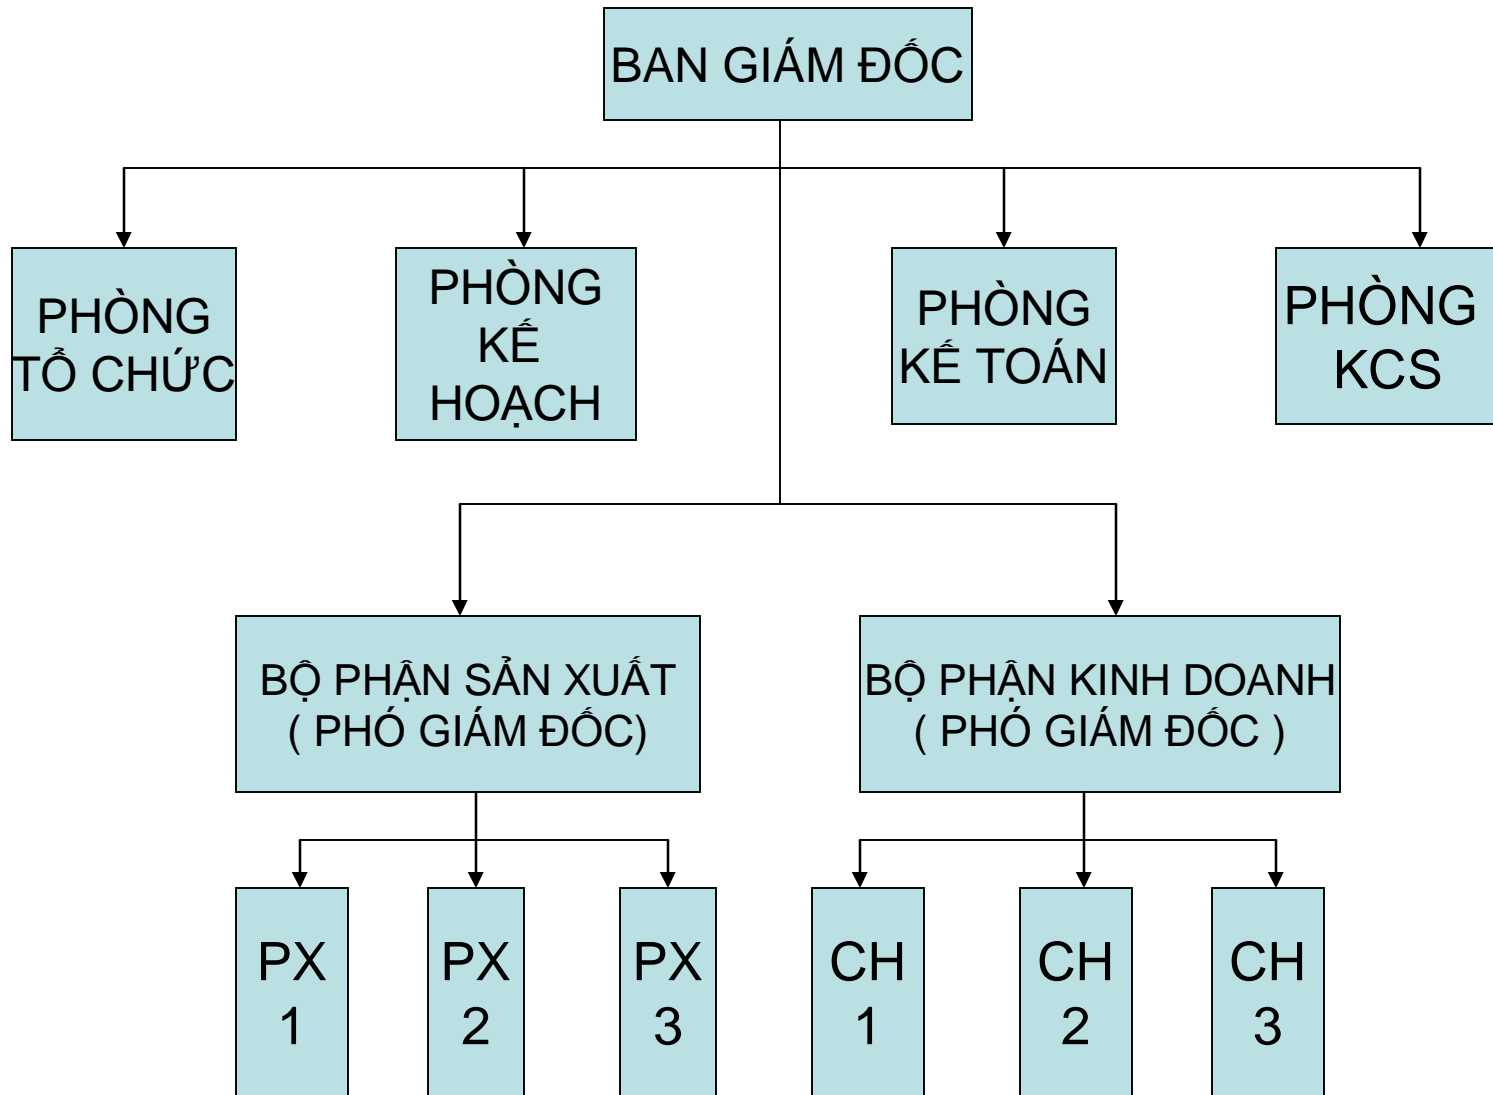 BAN GIÁM ĐỐC
PHÒNG
TỔ CHỨC
PHÒNG
KẾ
HOẠCH
PHÒNG
KẾ TOÁN
PHÒNG
KCS
BỘ PHẬN SẢN XUẤT
( PHÓ GIÁM ĐỐC)
BỘ PHẬN KINH DOANH
( PHÓ GIÁM ĐỐC )
PX
1
PX
2
PX
3
CH
1
CH
2
CH
3